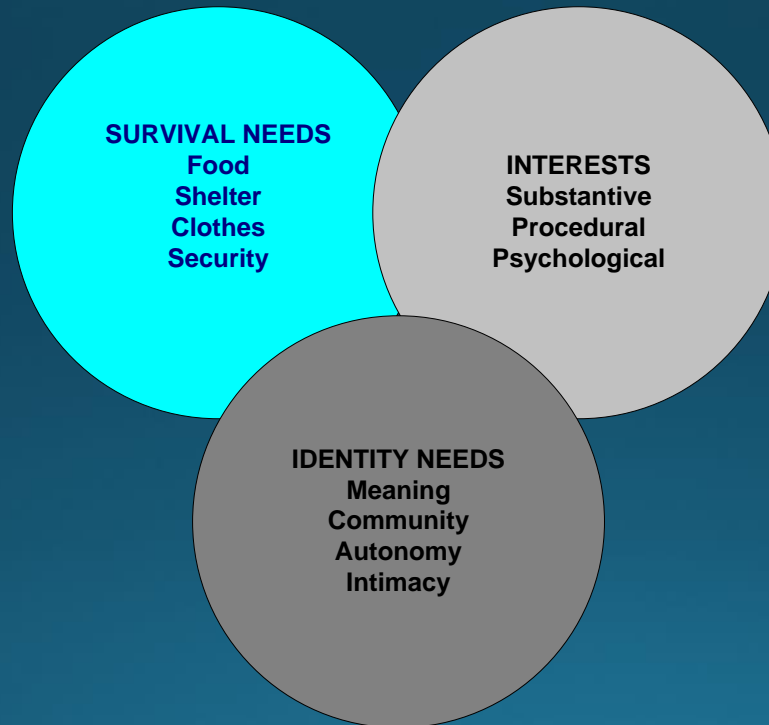 SURVIVAL NEEDS
Food
Shelter
Clothes
Security
INTERESTS
Substantive
Procedural
Psychological
IDENTITY NEEDS
Meaning
Community
Autonomy
Intimacy